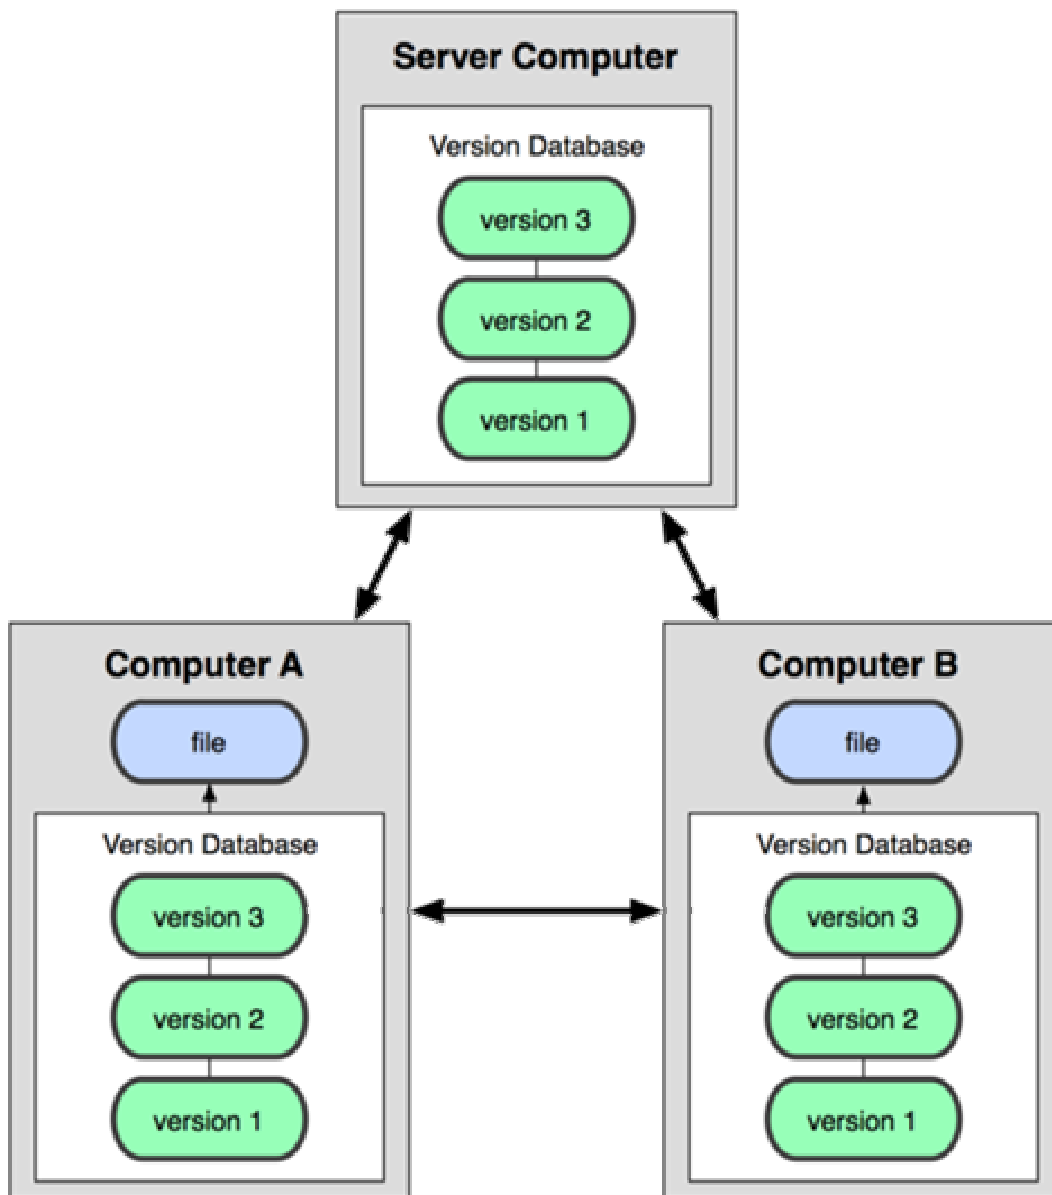 Server Computer
Version Database
version 3
version 2
version 1
Computer A
file
Version Database
version 3
version 2
version 1
Computer B
file
Version Database
version 3
version 2
version 1